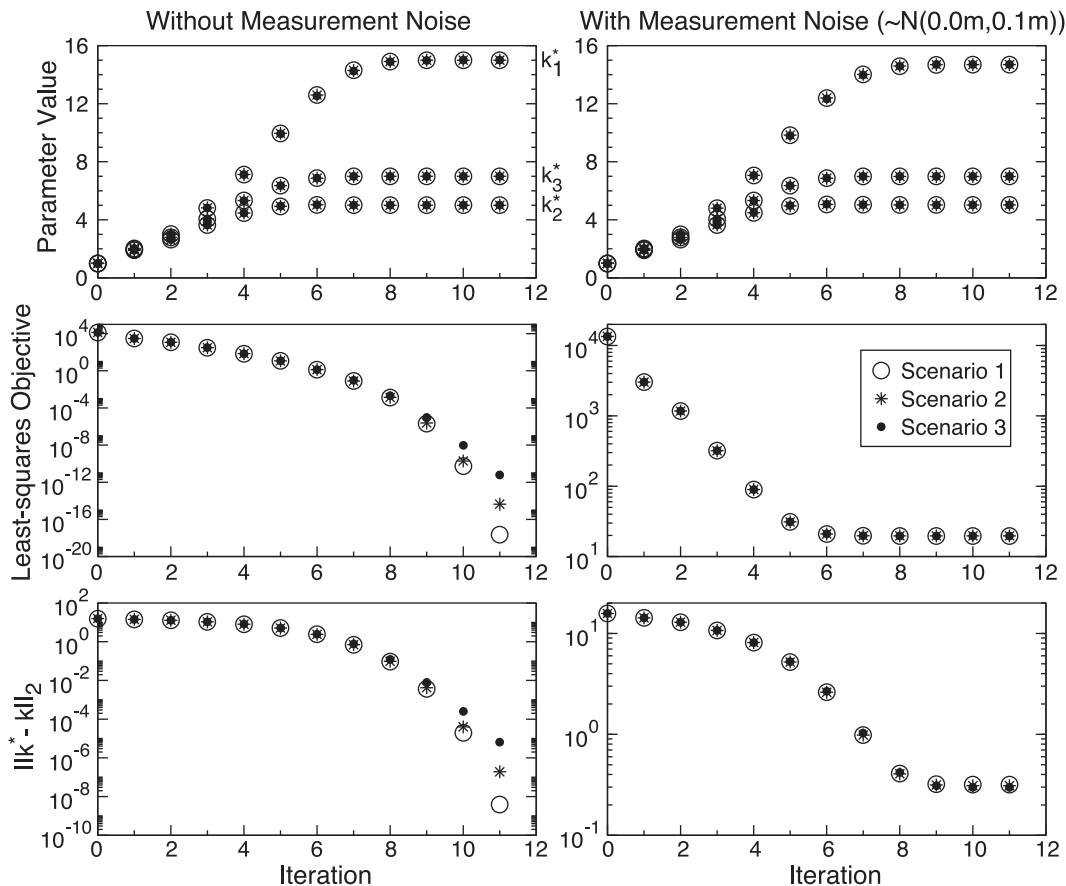 Without Measurement Noise
With Measurement Noise (~N(0.0m,0.1m))
Parameter Value
16
12
8
4
0
0 2 4 6 8 10 12
k*1
k*3
k*2
16
12
8
4
0
0 2 4 6 8 10 12
Least-squares Objective
10^4
10^0
10^-4
10^-8
10^-12
10^-16
10^-20
0 2 4 6 8 10 12
10^4
10^3
10^2
10^1
0 2 4 6 8 10 12
Scenario 1
Scenario 2
Scenario 3
IIk*- kII2
10^2
10^0
10^-2
10^-4
10^-6
10^-8
10^-10
0 2 4 6 8 10 12
Iteration
10^1
10^0
10^-1
0 2 4 6 8 10 12
Iteration